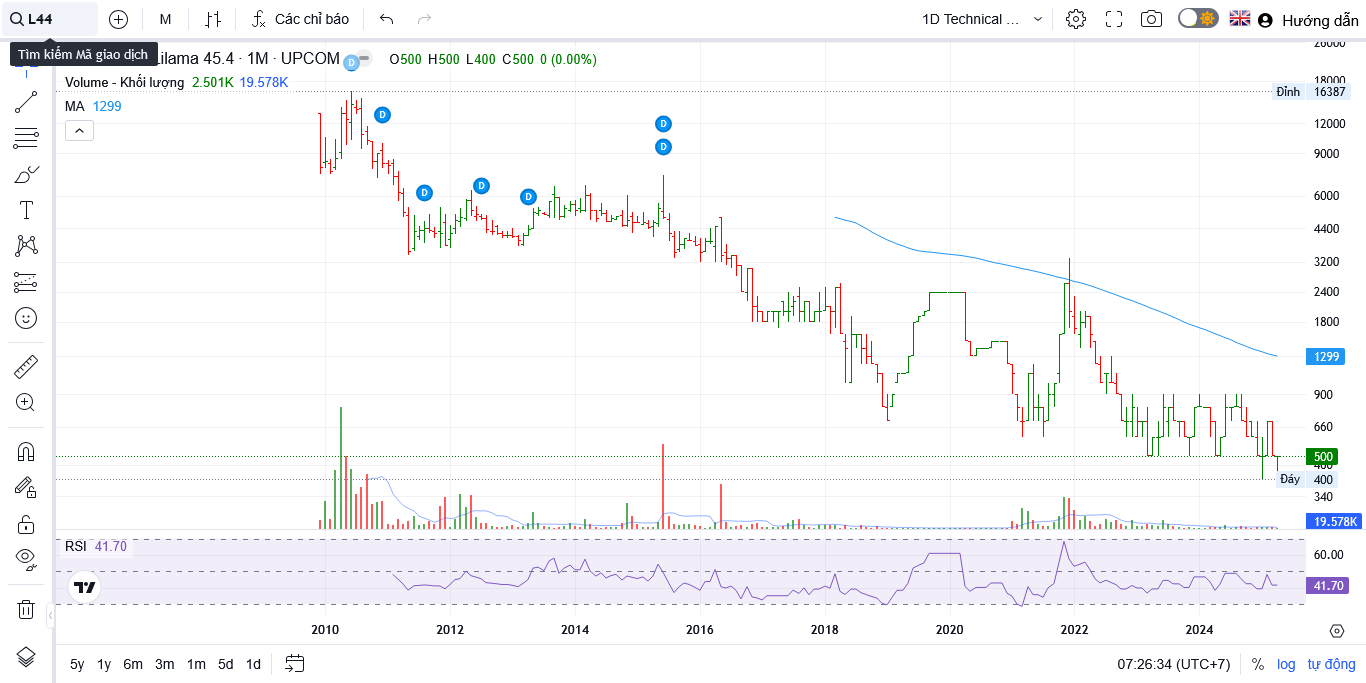 L44
M
Các chỉ báo
1D Technical ...
Hướng dẫn
Tìm kiếm Mã giao dịch
Lilama 45.4 · 1M · UPCOM
D
O500 H500 L400 C500 0 (0.00%)
Volume - Khối lượng 2.501K 19.578K
MA 1299
D
D
D
D
D
D
26000
18000
Đỉnh 16387
12000
9000
6000
4400
3200
2400
1800
1299
900
660
500
400
Đáy 400
340
19.578K
RSI 41.70
60.00
41.70
2010 2012 2014 2016 2018 2020 2022 2024
5y 1y 6m 3m 1m 5d 1d
07:26:34 (UTC+7) % log tự động